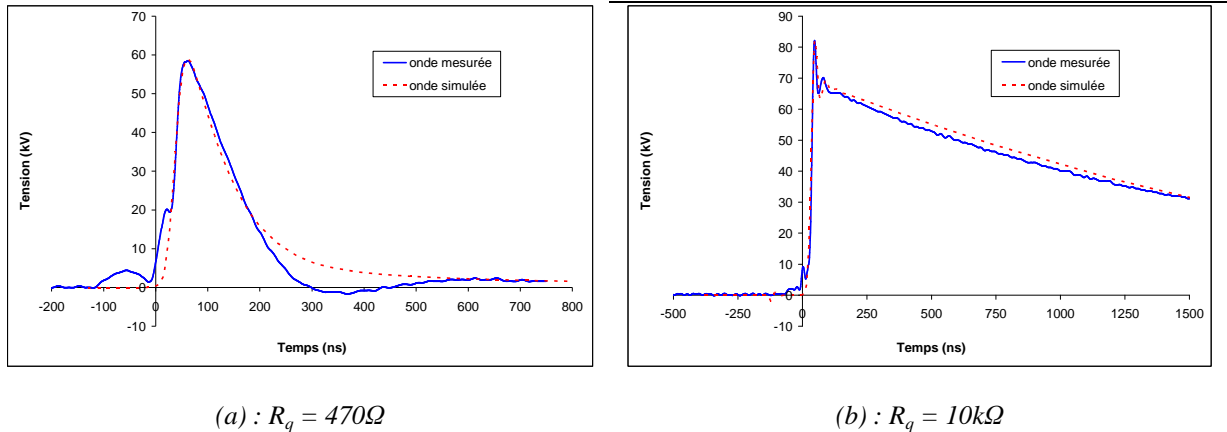 70
60
50
40
30
20
10
0
-10
-200 -100 0 100 200 300 400 500 600 700 800
Tension (kV)
Temps (ns)
onde mesurée
onde simulée
(a) : Rq = 470Ω
90
80
70
60
50
40
30
20
10
0
-10
-500 -250 0 250 500 750 1000 1250 1500
Tension (kV)
Temps (ns)
onde mesurée
onde simulée
(b) : Rq = 10kΩ